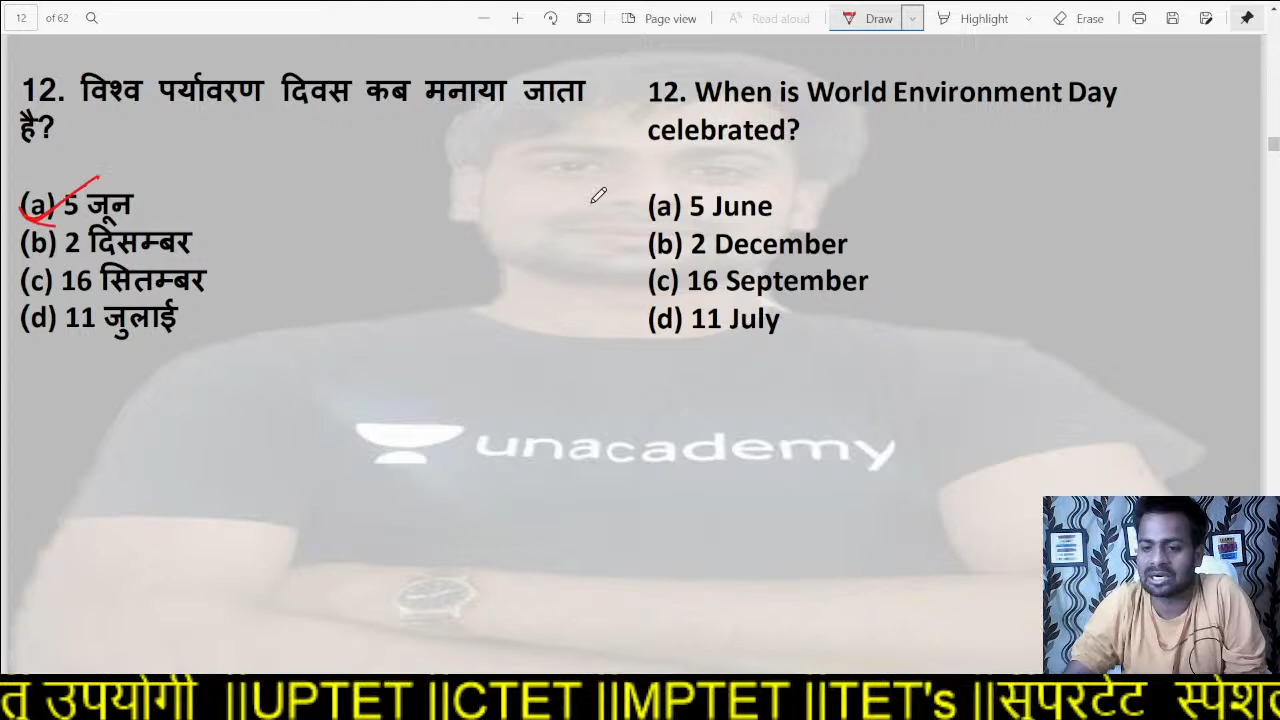 12 of 62 Page view Read aloud Draw Highlight Erase
12. विश्व पर्यावरण दिवस कब मनाया जाता
है?
(a) 5 जून
(b) 2 दिसम्बर
(c) 16 सितम्बर
(d) 11 जुलाई
12. When is World Environment Day
celebrated?
(a) 5 June
(b) 2 December
(c) 16 September
(d) 11 July
unacademy
उपयोगी ||UPTET ||CTET ||MPTET ||TET's ||सुपरटेट